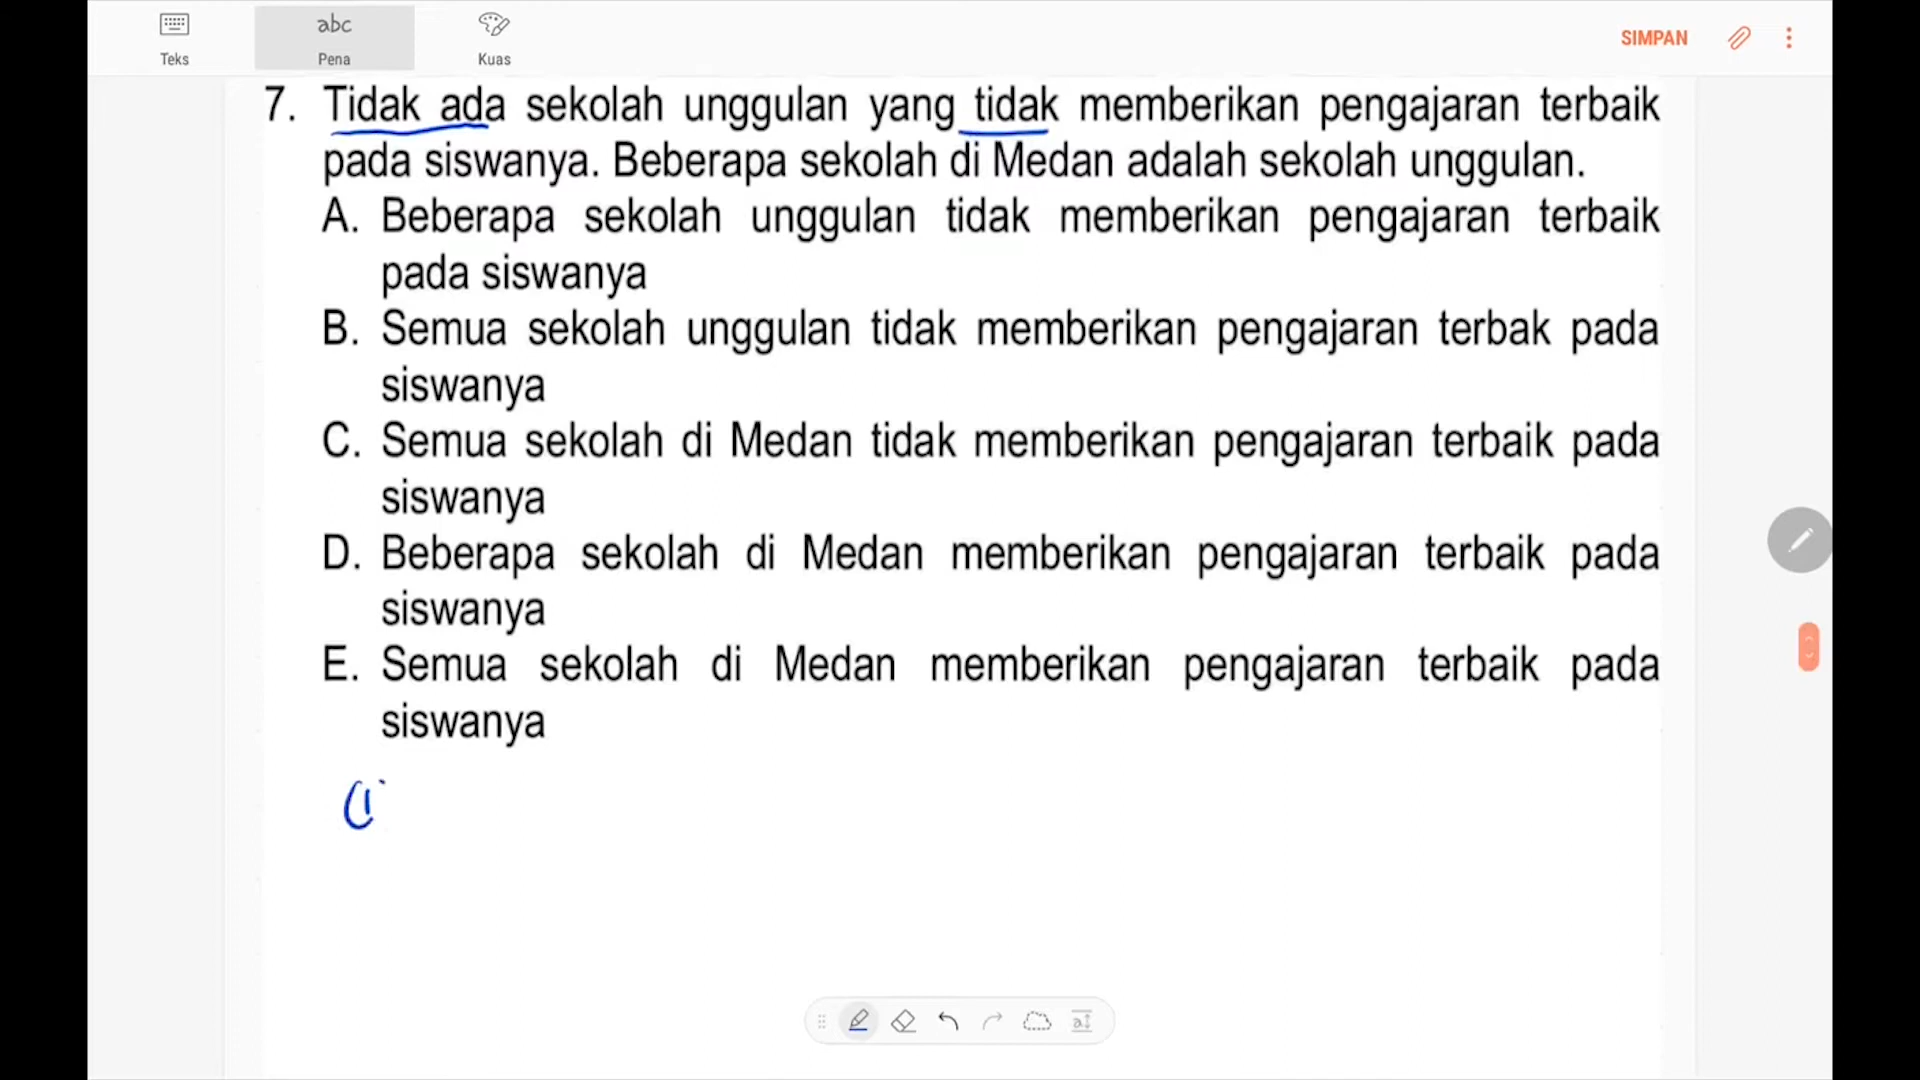 Teks
abc
Pena
Kuas
SIMPAN
7. Tidak ada sekolah unggulan yang tidak memberikan pengajaran terbaik
pada siswanya. Beberapa sekolah di Medan adalah sekolah unggulan.
A. Beberapa sekolah unggulan tidak memberikan pengajaran terbaik
pada siswanya
B. Semua sekolah unggulan tidak memberikan pengajaran terbak pada
siswanya
C. Semua sekolah di Medan tidak memberikan pengajaran terbaik pada
siswanya
D. Beberapa sekolah di Medan memberikan pengajaran terbaik pada
siswanya
E. Semua sekolah di Medan memberikan pengajaran terbaik pada
siswanya
(1